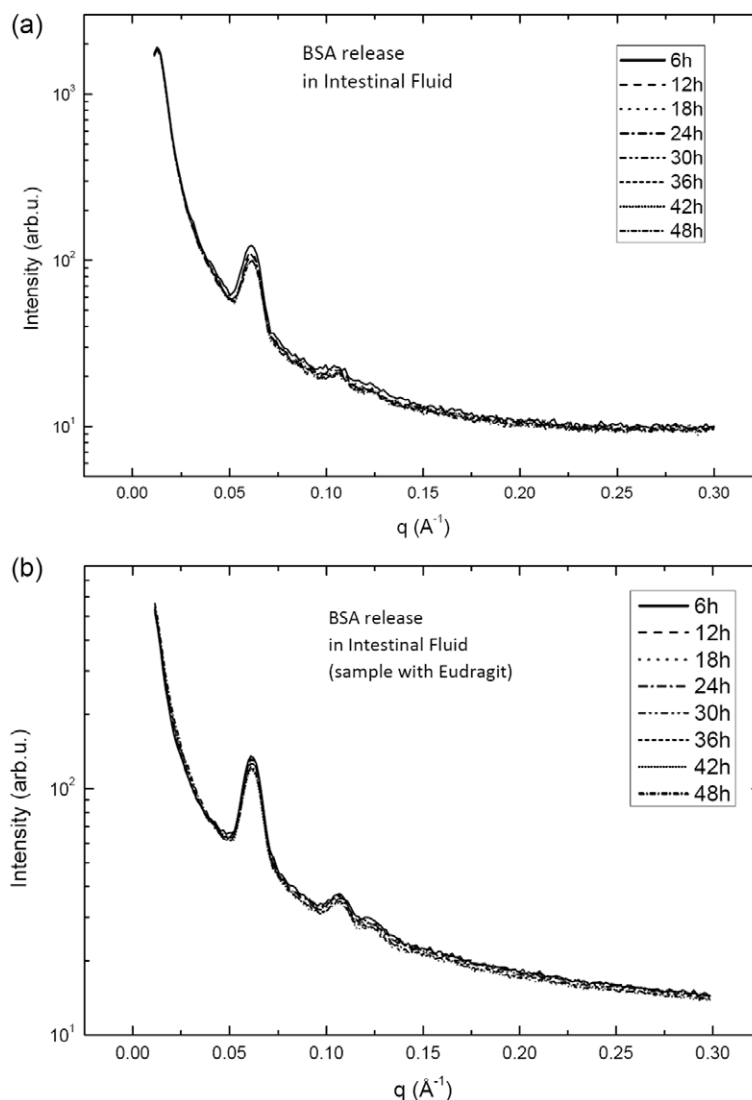 (a)
BSA release
in Intestinal Fluid
6h
12h
18h
24h
30h
36h
42h
48h
10³
10²
10¹
Intensity (arb.u.)
0.00 0.05 0.10 0.15 0.20 0.25 0.30
q (A⁻¹)
(b)
BSA release
in Intestinal Fluid
(sample with Eudragit)
6h
12h
18h
24h
30h
36h
42h
48h
10²
10¹
Intensity (arb.u.)
0.00 0.05 0.10 0.15 0.20 0.25 0.30
q (Å⁻¹)